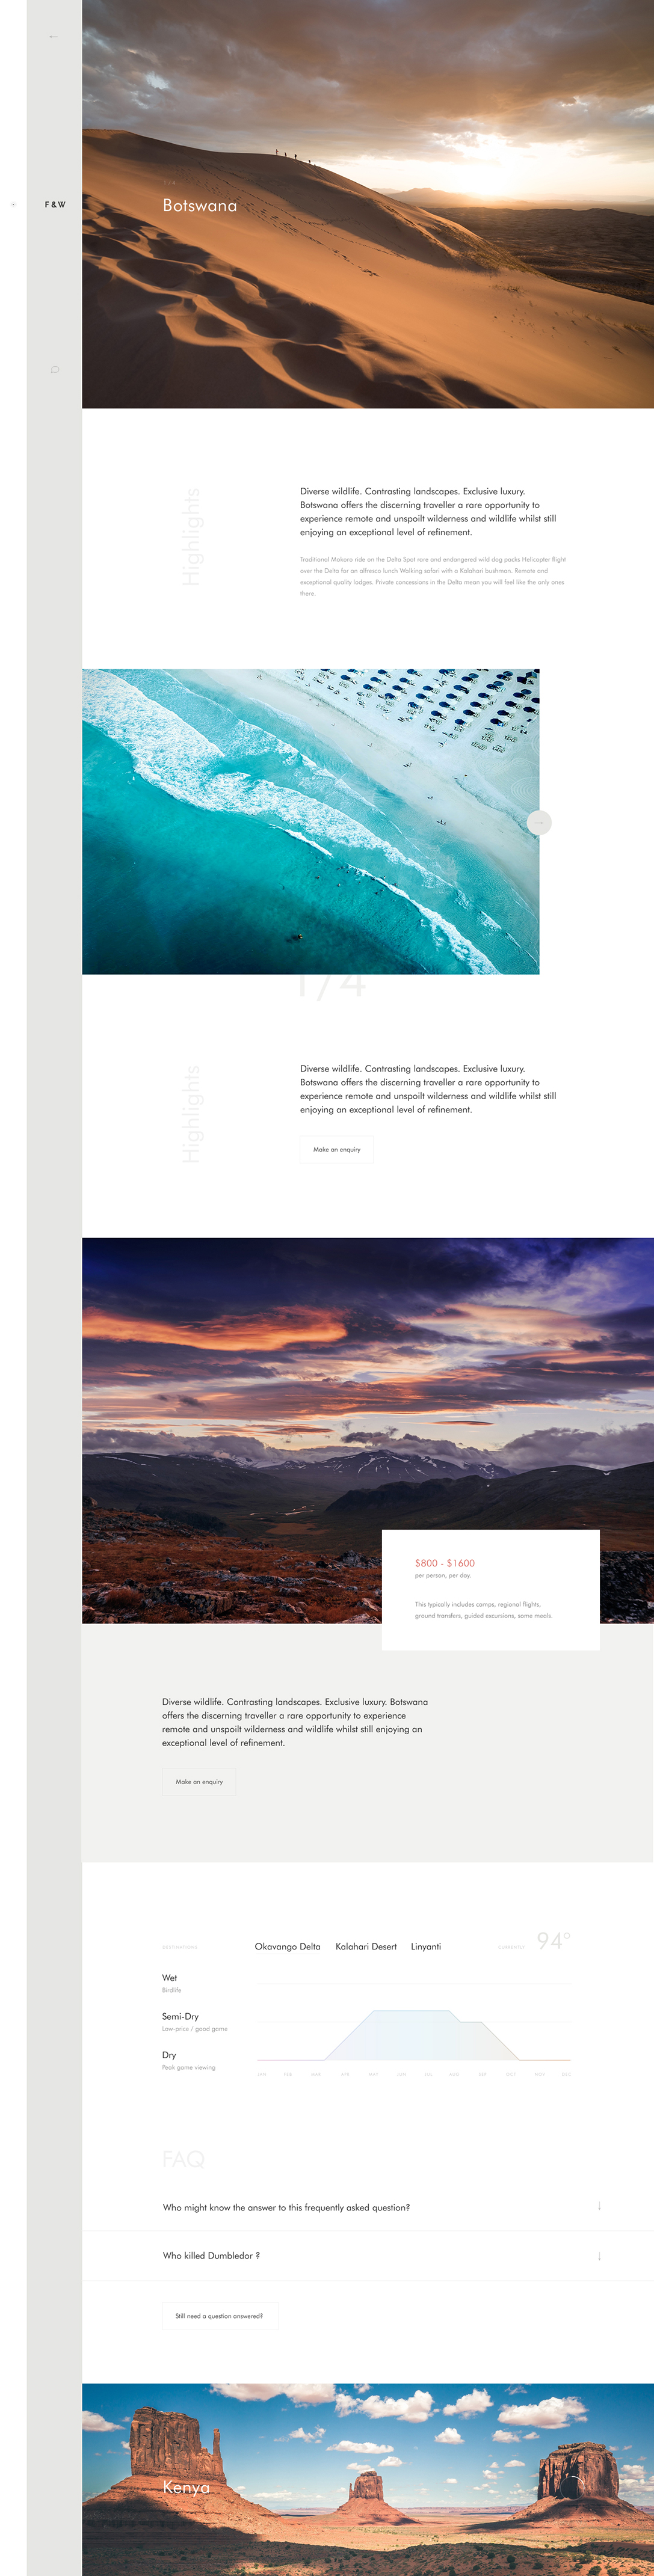 F & W
Botswana
Highlights
Diverse wildlife. Contrasting landscapes. Exclusive luxury.
Botswana offers the discerning traveller a rare opportunity to
experience remote and unspoilt wilderness and wildlife whilst still
enjoying an exceptional level of refinement.
Traditional Mokoro ride on the Delta Spot rare and endangered wild dog packs Helicopter flight
over the Delta for an alfresco lunch Walking safari with a Kalahari bushman. Remote and
exceptional quality lodges. Private concessions in the Delta mean you will feel like the only ones
there.
1/4
Highlights
Diverse wildlife. Contrasting landscapes. Exclusive luxury.
Botswana offers the discerning traveller a rare opportunity to
experience remote and unspoilt wilderness and wildlife whilst still
enjoying an exceptional level of refinement.
Make an enquiry
$800 - $1600
per person, per day.
This typically includes camps, regional flights,
ground transfers, guided excursions, some meals.
Diverse wildlife. Contrasting landscapes. Exclusive luxury. Botswana
offers the discerning traveller a rare opportunity to experience
remote and unspoilt wilderness and wildlife whilst still enjoying an
exceptional level of refinement.
Make an enquiry
DESTINATIONS
Okavango Delta Kalahari Desert Linyanti
CURRENTLY 94°
Wet
Birdlife
Semi-Dry
Low-price / good game
Dry
Peak game viewing
JAN FEB MAR APR MAY JUN JUL AUG SEP OCT NOV DEC
FAQ
Who might know the answer to this frequently asked question?
Who killed Dumbledor ?
Still need a question answered?
Kenya